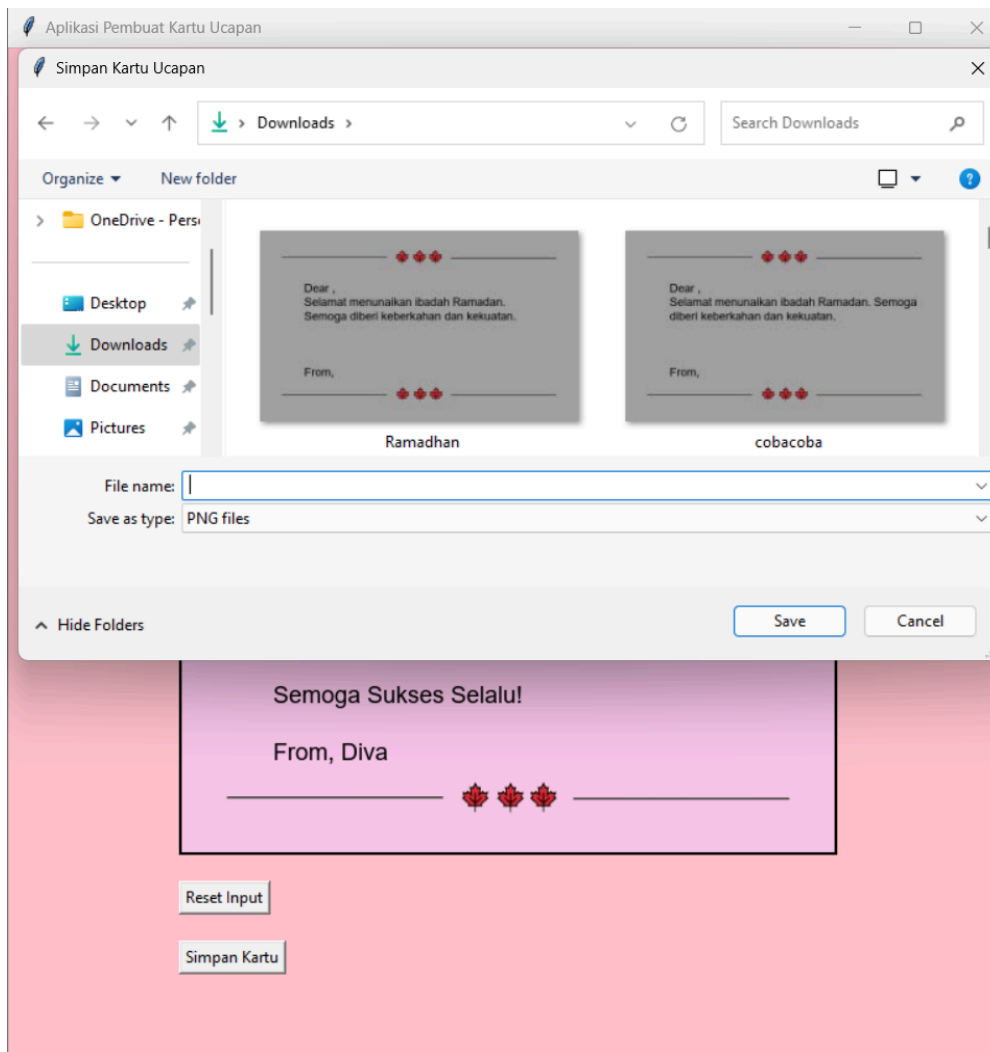 Aplikasi Pembuat Kartu Ucapan
Simpan Kartu Ucapan
Downloads
Search Downloads
Organize
New folder
OneDrive - Pers
Desktop
Downloads
Documents
Pictures
Dear ,
Selamat menunaikan ibadah Ramadan.
Semoga diberi keberkahan dan kekuatan.
From,
Ramadhan
Dear ,
Selamat menunaikan ibadah Ramadan. Semoga
diberi keberkahan dan kekuatan.
From,
cobacoba
File name:
Save as type: PNG files
Hide Folders
Save
Cancel
Semoga Sukses Selalu!
From, Diva
Reset Input
Simpan Kartu